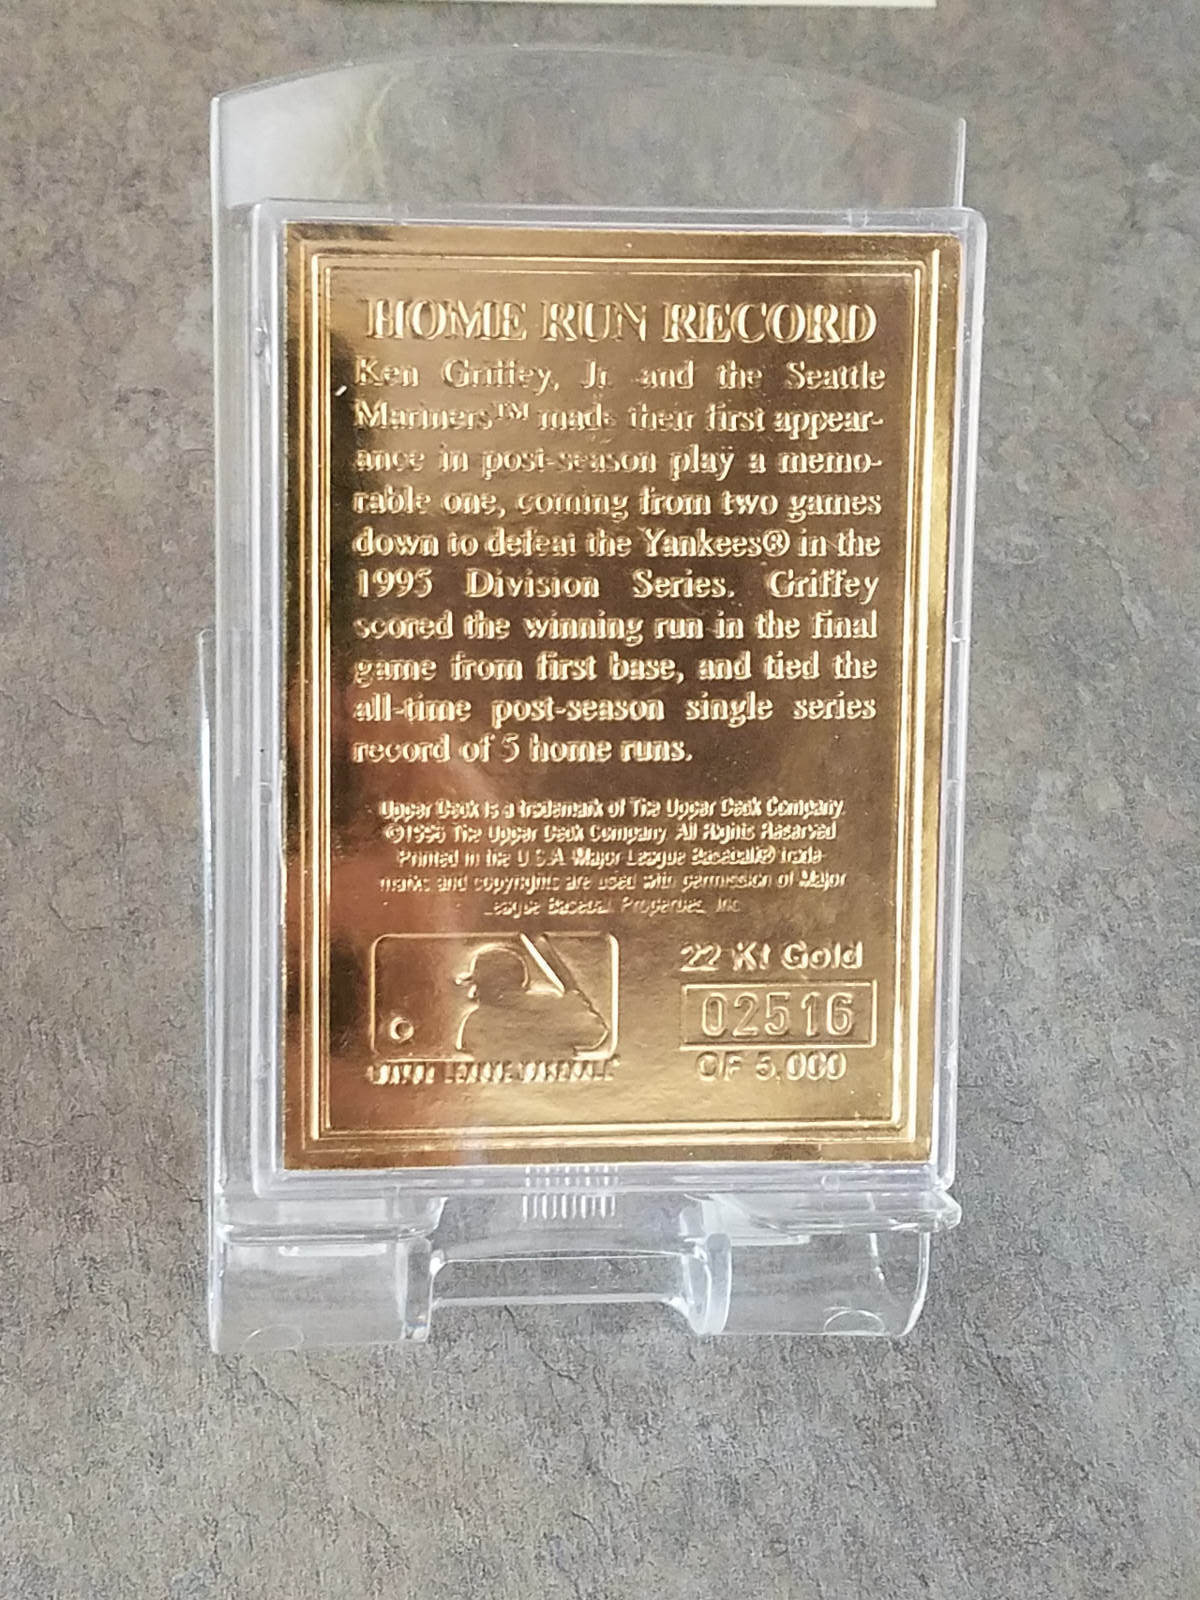 HOME RUN RECORD
Ken Griffey, Jr. and the Seattle
Mariners™ made their first appear-
ance in post-season play a memo-
rable one, coming from two games
down to defeat the Yankees® in the
1995 Division Series. Griffey
scored the winning run in the final
game from first base, and tied the
all-time post-season single series
record of 5 home runs.
Upper Deck is a trademark of The Upper Deck Company.
©1996 The Upper Deck Company. All Rights Reserved.
Printed in the U.S.A. Major League Baseball® trade-
marks and copyrights are used with permission of Major
League Baseball Properties, Inc.
22 Kt Gold
02516
OF 5,000
MAJOR LEAGUE BASEBALL